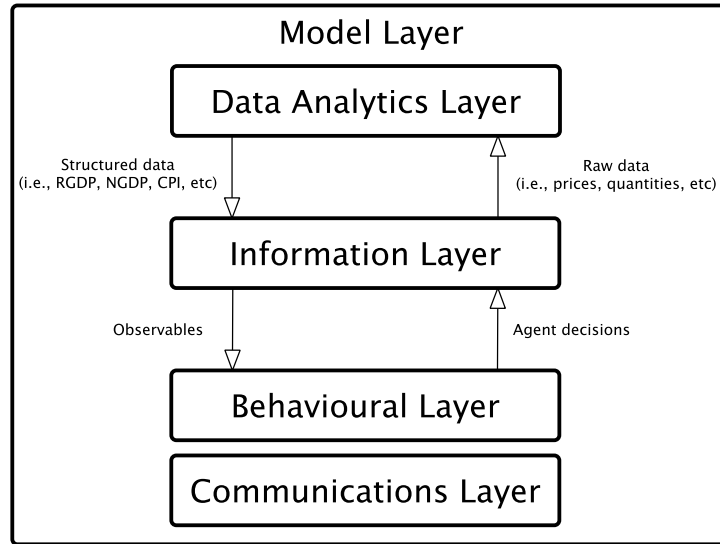 Model Layer
Data Analytics Layer
Structured data
(i.e., RGDP, NGDP, CPI, etc)
Raw data
(i.e., prices, quantities, etc)
Information Layer
Observables
Agent decisions
Behavioural Layer
Communications Layer